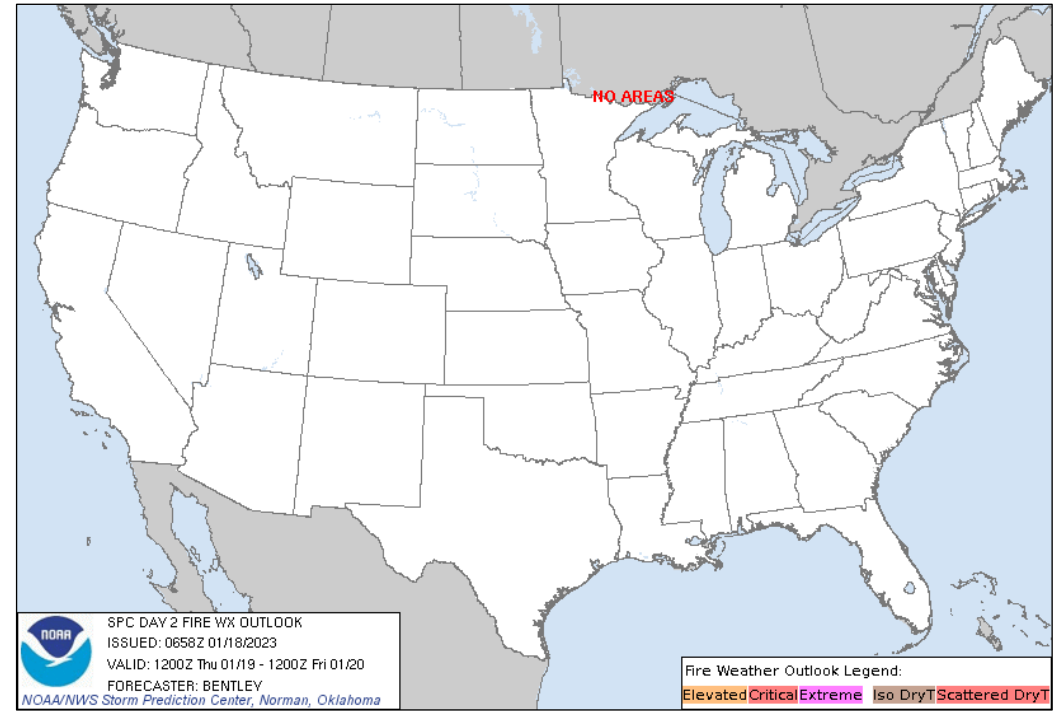 NO AREAS
NOAA
SPC DAY 2 FIRE WX OUTLOOK
ISSUED: 0658Z 01/18/2023
VALID: 1200Z Thu 01/19 - 1200Z Fri 01/20
FORECASTER: BENTLEY
NOAA/NWS Storm Prediction Center, Norman, Oklahoma
Fire Weather Outlook Legend:
Elevated Critical Extreme Iso DryT Scattered DryT